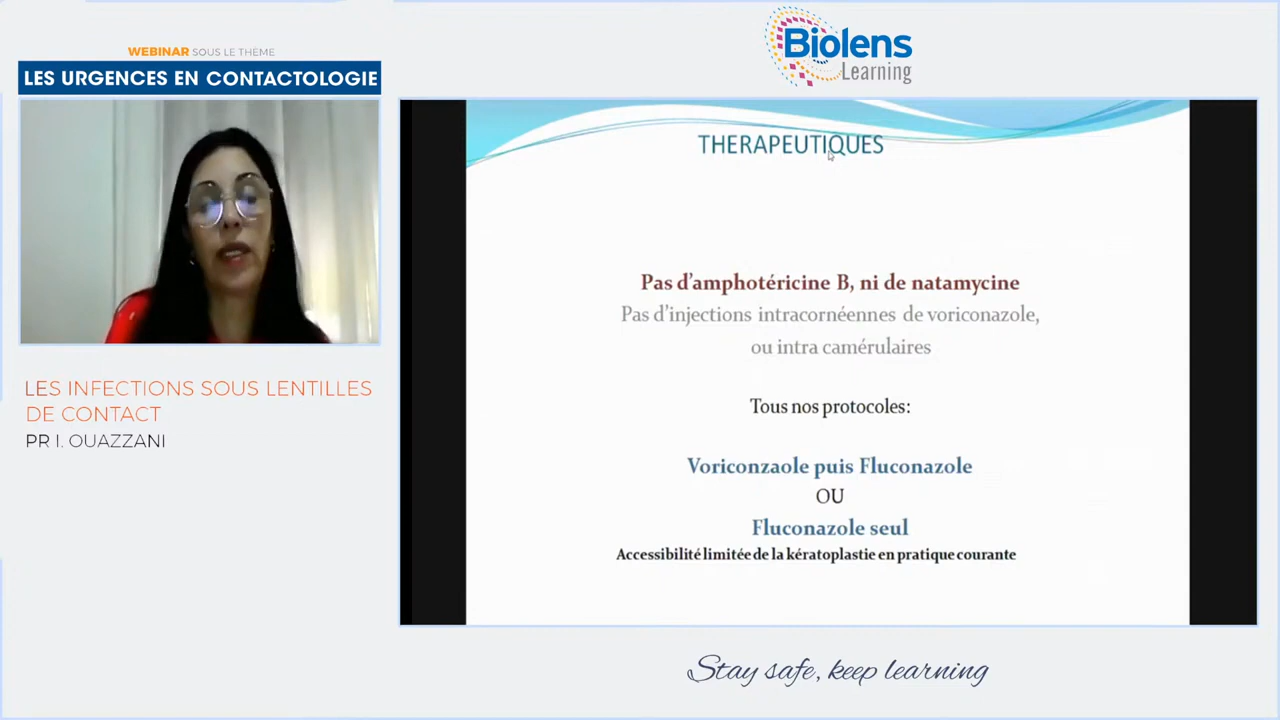 WEBINAR SOUS LE THEME
LES URGENCES EN CONTACTOLOGIE
LES INFECTIONS SOUS LENTILLES
DE CONTACT
PR I. OUAZZANI
Biolens
Learning
THERAPEUTIQUES
Pas d'amphotéricine B, ni de natamycine
Pas d'injections intracornéennes de voriconazole,
ou intra camérulaires
Tous nos protocoles:
Voriconzaole puis Fluconazole
OU
Fluconazole seul
Accessibilité limitée de la kératoplastie en pratique courante
Stay safe, keep learning